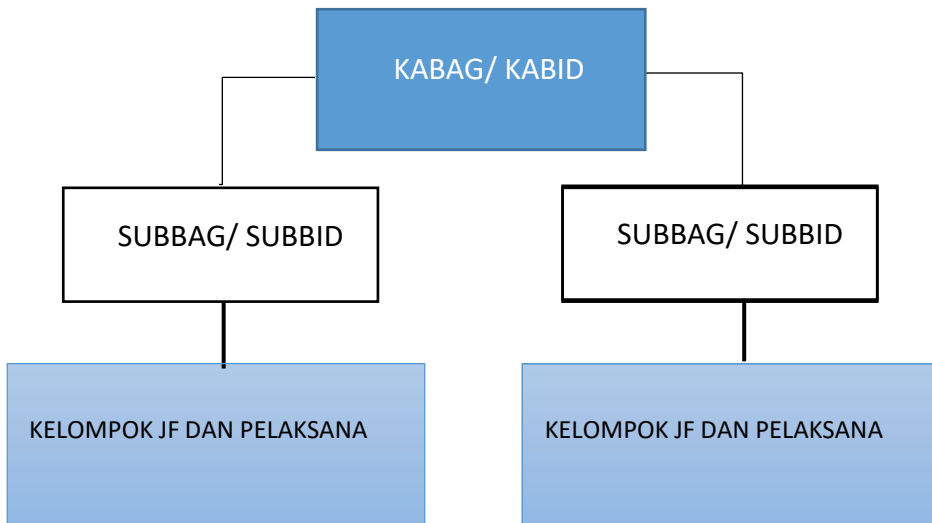 KABAG/ KABID
SUBBAG/ SUBBID
SUBBAG/ SUBBID
KELOMPOK JF DAN PELAKSANA
KELOMPOK JF DAN PELAKSANA